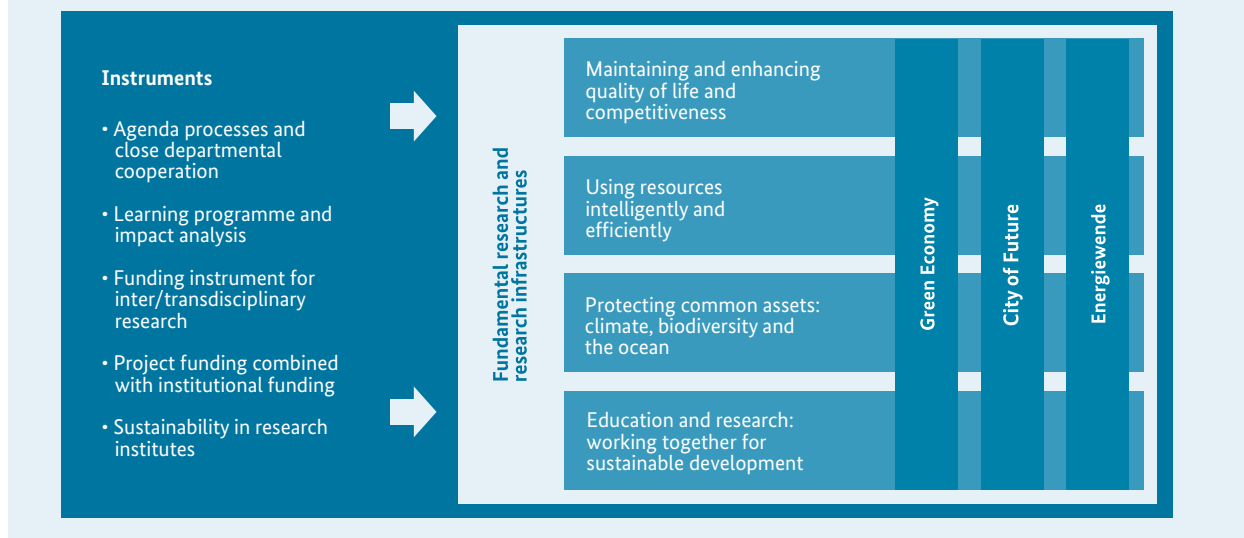 Instruments
• Agenda processes and
close departmental
cooperation
• Learning programme and
impact analysis
• Funding instrument for
inter/transdisciplinary
research
• Project funding combined
with institutional funding
• Sustainability in research
institutes
Fundamental research and
research infrastructures
Maintaining and enhancing
quality of life and
competitiveness
Using resources
intelligently and
efficiently
Protecting common assets:
climate, biodiversity and
the ocean
Education and research:
working together for
sustainable development
Green Economy
City of Future
Energiewende